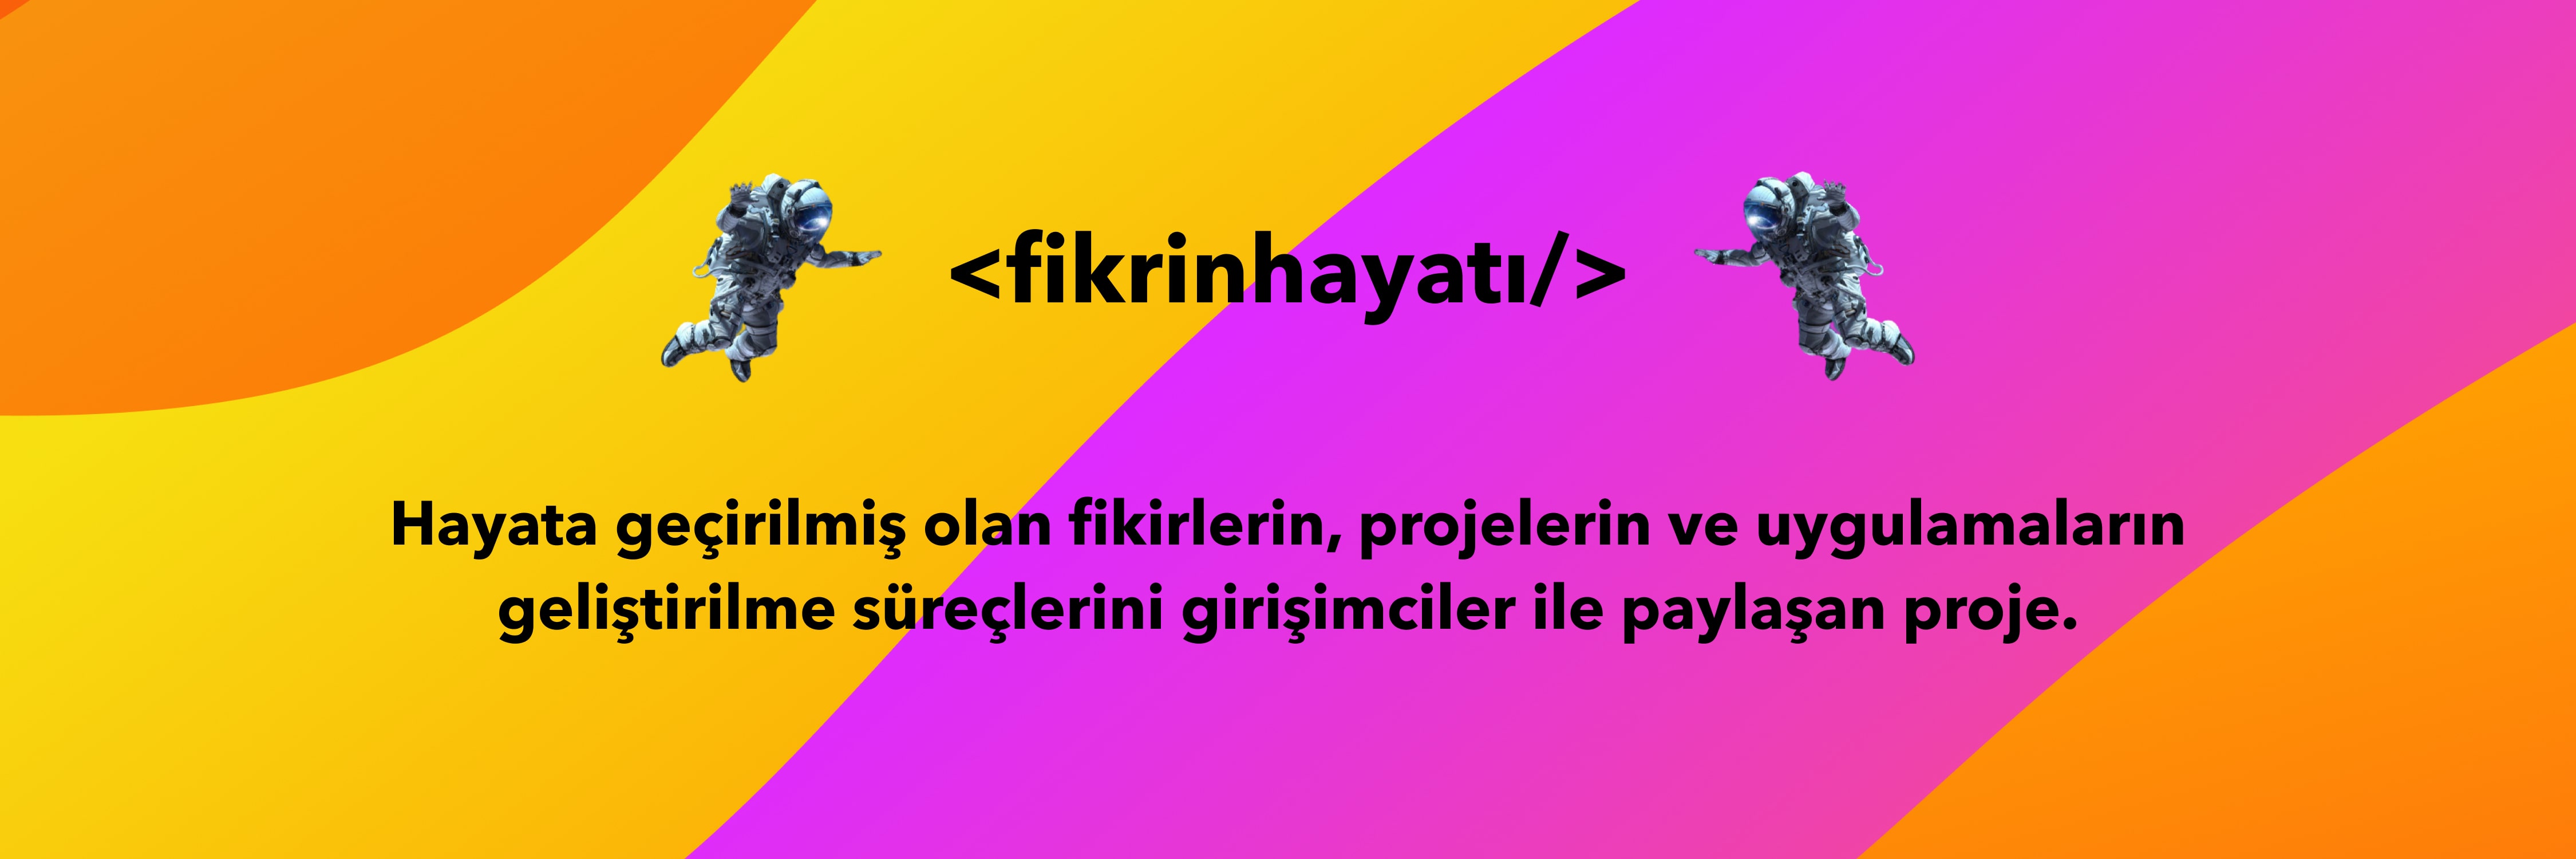 <fikrinhayatı/>
Hayata geçirilmiş olan fikirlerin, projelerin ve uygulamaların
geliştirilme süreçlerini girişimciler ile paylaşan proje.